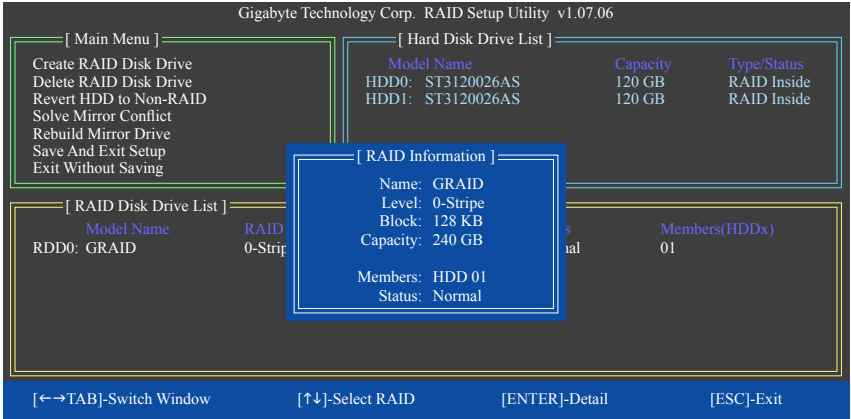 Gigabyte Technology Corp. RAID Setup Utility v1.07.06
[ Main Menu ]
Create RAID Disk Drive
Delete RAID Disk Drive
Revert HDD to Non-RAID
Solve Mirror Conflict
Rebuild Mirror Drive
Save And Exit Setup
Exit Without Saving
[ Hard Disk Drive List ]
Model Name Capacity Type/Status
HDD0: ST3120026AS 120 GB RAID Inside
HDD1: ST3120026AS 120 GB RAID Inside
[ RAID Information ]
Name: GRAID
Level: 0-Stripe
Block: 128 KB
Capacity: 240 GB
Members: HDD 01
Status: Normal
[ RAID Disk Drive List ]
Model Name RAID s Members(HDDx)
RDD0: GRAID 0-Strip al 01
[←→TAB]-Switch Window [↑↓]-Select RAID [ENTER]-Detail [ESC]-Exit